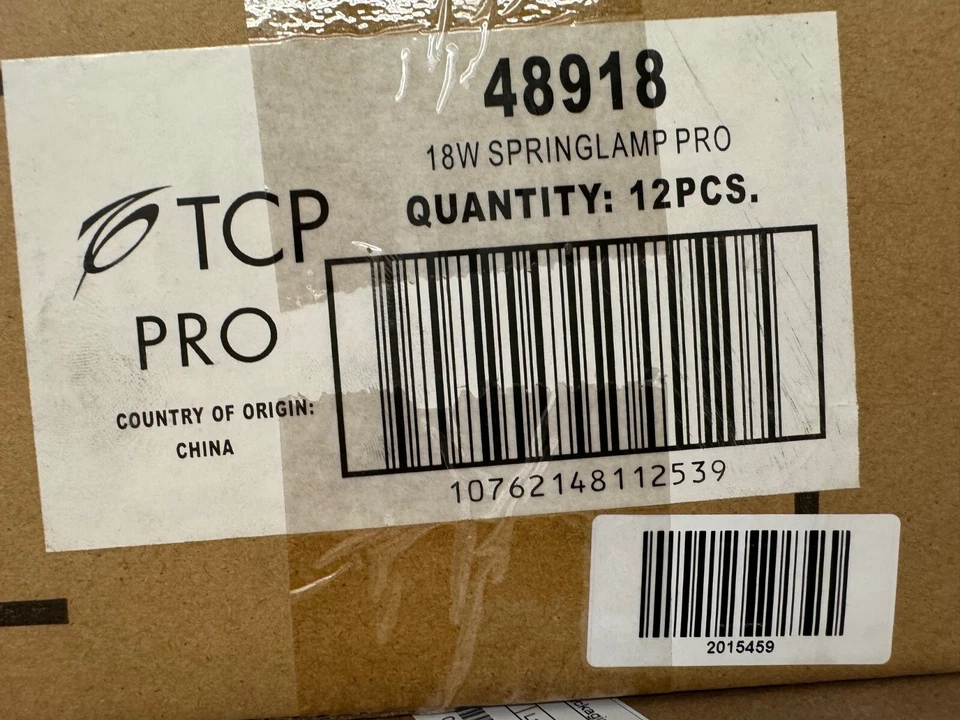 48918
18W SPRINGLAMP PRO
QUANTITY: 12PCS.
TCP
PRO
COUNTRY OF ORIGIN:
CHINA
10762148112539
2015459